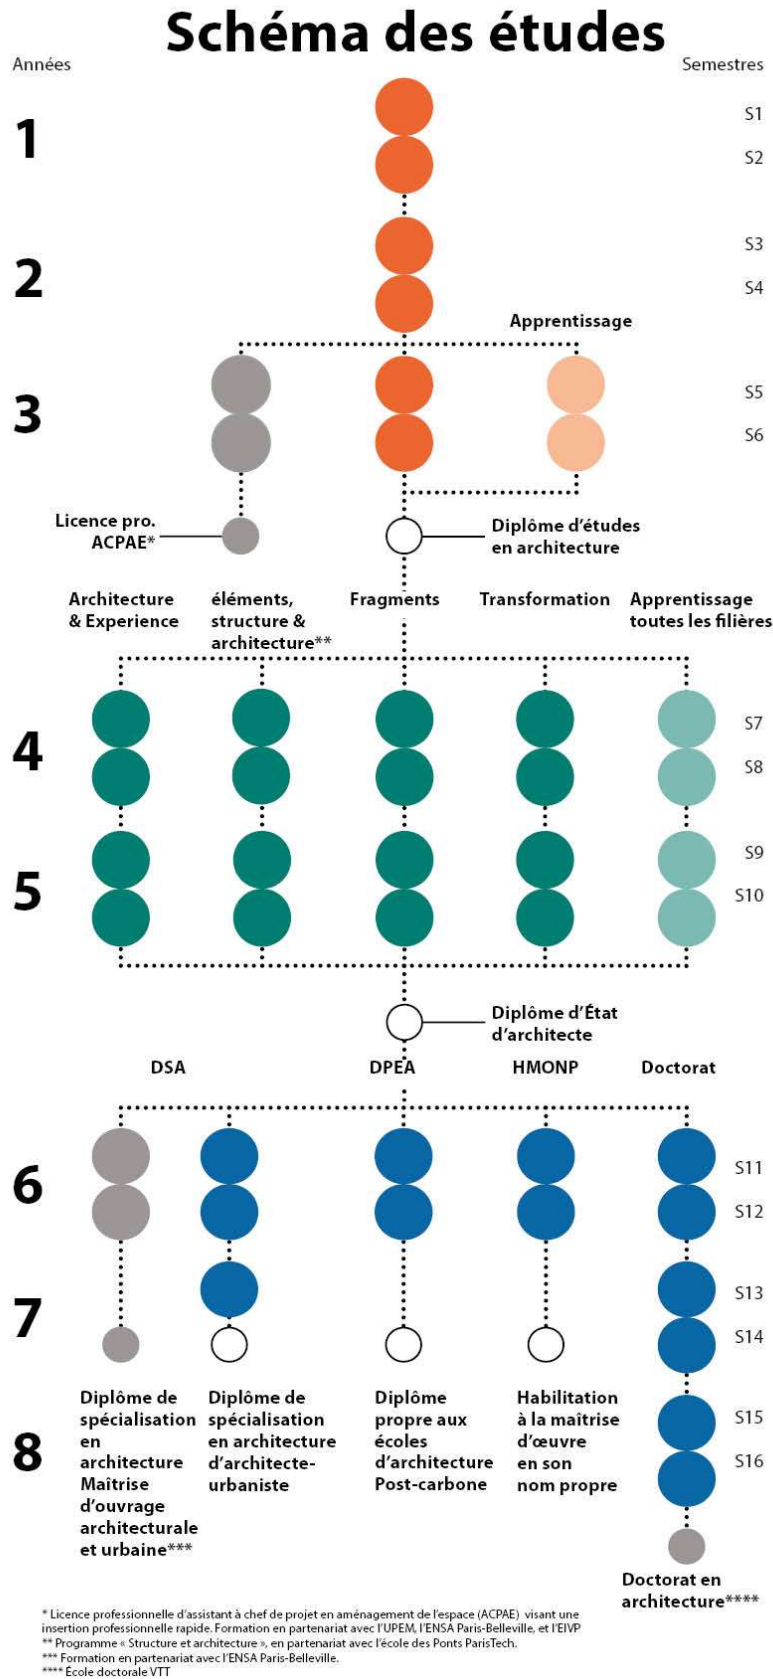 Schéma des études
Années
Semestres
1
S1
S2
2
S3
S4
Apprentissage
3
S5
S6
Licence pro.
ACPAE*
Diplôme d'études
en architecture
Architecture
& Experience
éléments,
structure &
architecture**
Fragments
Transformation
Apprentissage
toutes les filières
4
S7
S8
5
S9
S10
Diplôme d'État
d'architecte
DSA
DPEA
HMONP
Doctorat
6
S11
S12
7
S13
S14
8
S15
S16
Diplôme de
spécialisation
en
architecture
Maîtrise
d'ouvrage
architecturale
et urbaine***
Diplôme de
spécialisation
en architecture
d'architecte-
urbaniste
Diplôme
propre aux
écoles
d'architecture
Post-carbone
Habilitation
à la maîtrise
d'œuvre
en son
nom propre
Doctorat en
architecture****
* Licence professionnelle d'assistant à chef de projet en aménagement de l'espace (ACPAE) visant une
insertion professionnelle rapide. Formation en partenariat avec l'UPEM, l'ENSA Paris-Belleville, et l'EIVP
** Programme « Structure et architecture », en partenariat avec l'école des Ponts ParisTech.
*** Formation en partenariat avec l'ENSA Paris-Belleville.
**** École doctorale VTT